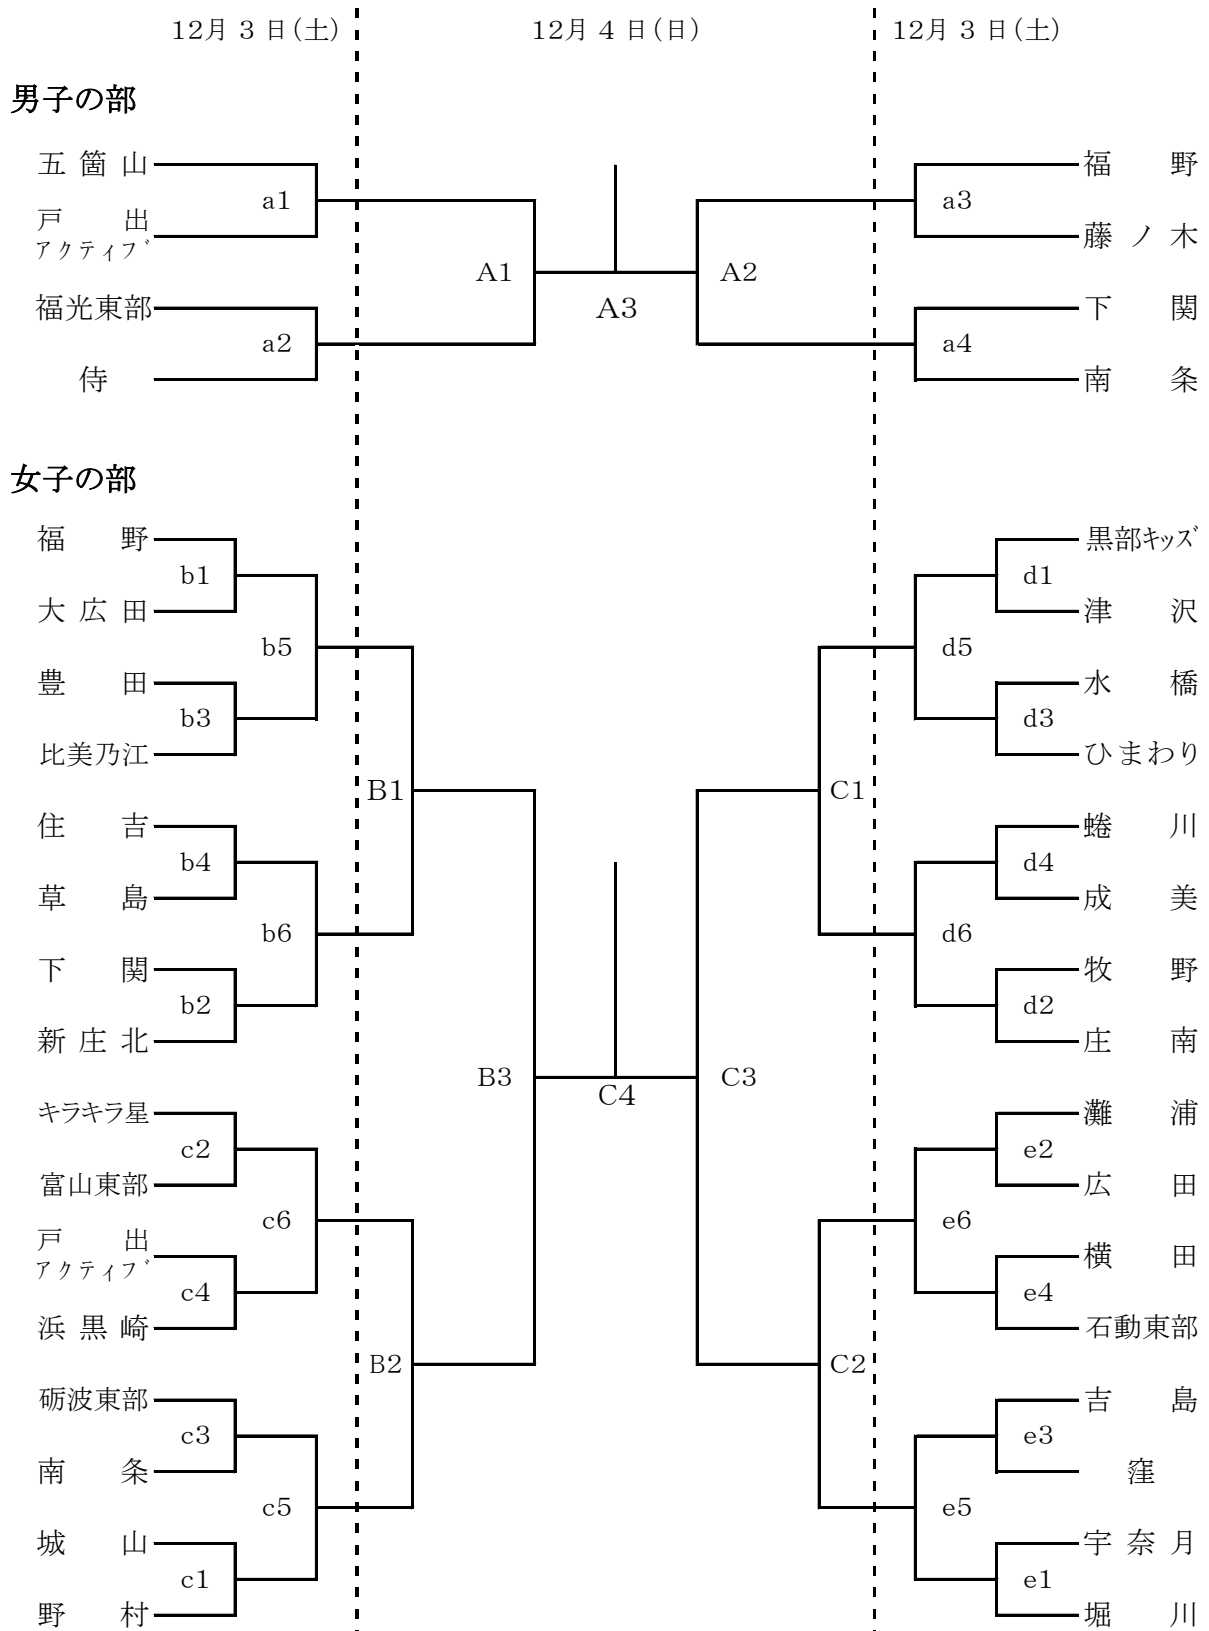 12月 3 日(土) 12月 4 日(日) 12月 3 日(土)
男子の部
五箇山 福野
a1 a3
戸出
アクティブ 藤ノ木
A1 A2
福光東部 A3 下関
a2 a4
侍 南条
女子の部
福野 黒部キッズ
b1 d1
大広田 津沢
b5 d5
豊田 水橋
b3 d3
比美乃江 ひまわり
B1 C1
住吉 蜷川
b4 d4
草島 成美
b6 d6
下関 牧野
b2 d2
新庄北 庄南
B3 C3
C4
キラキラ星 灘浦
c2 e2
富山東部 広田
c6 e6
戸出
アクティブ 横田
c4 e4
浜黒崎 石動東部
B2 C2
砺波東部 吉島
c3 e3
南条 窪
c5 e5
城山 宇奈月
c1 e1
野村 堀川